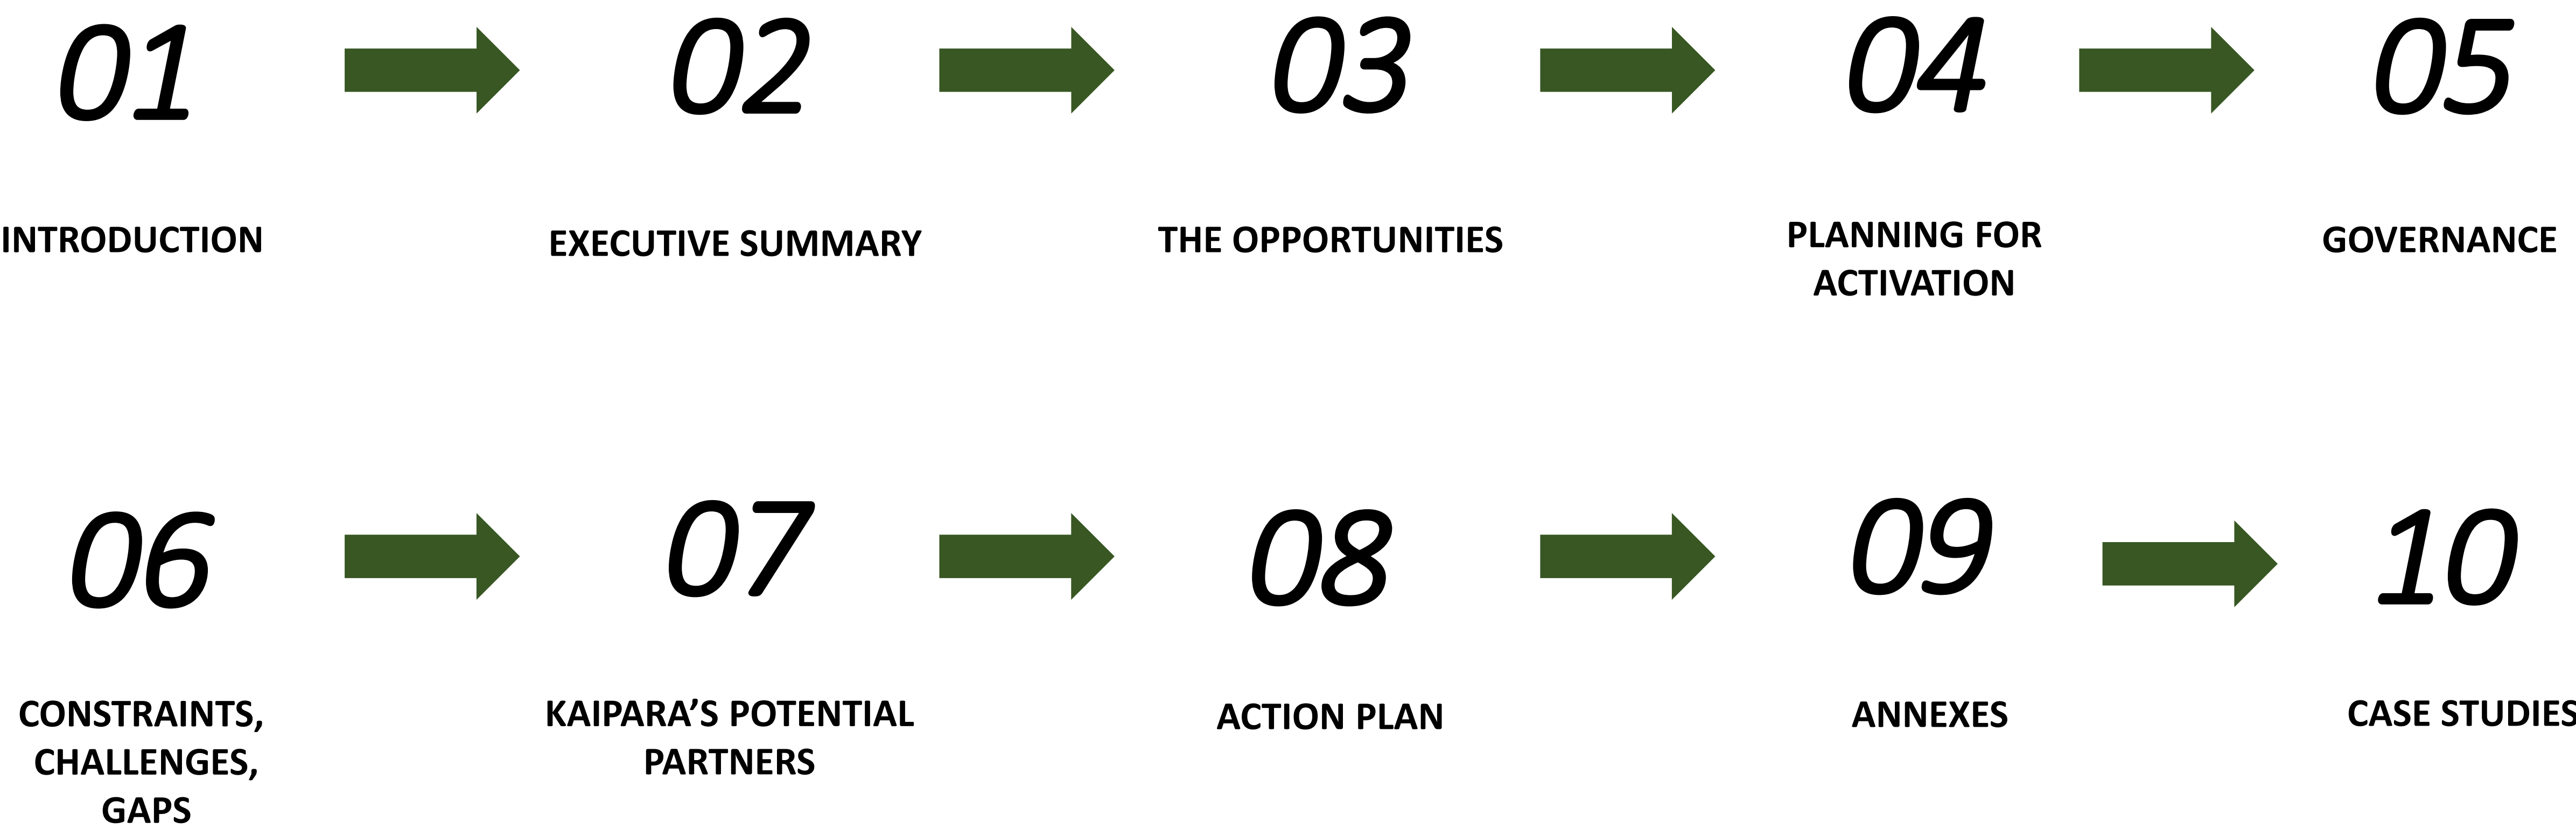 01
02
03
04
05
INTRODUCTION
EXECUTIVE SUMMARY
THE OPPORTUNITIES
PLANNING FOR
ACTIVATION
GOVERNANCE
06
07
08
09
10
CONSTRAINTS,
CHALLENGES,
GAPS
KAIPARA’S POTENTIAL
PARTNERS
ACTION PLAN
ANNEXES
CASE STUDIES